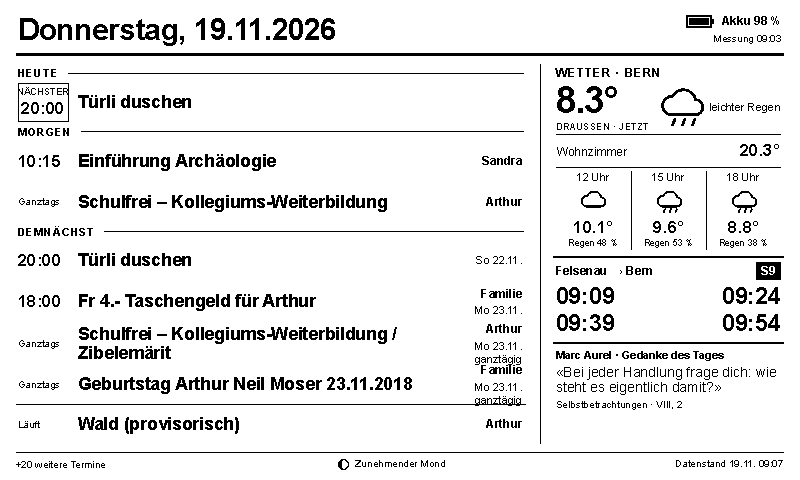 Donnerstag, 19.11.2026
Akku 98 %
Messung 09:03
HEUTE
NÄCHSTER
20:00 Türli duschen
MORGEN
10:15 Einführung Archäologie Sandra
Ganztags Schulfrei – Kollegiums-Weiterbildung Arthur
DEMNÄCHST
20:00 Türli duschen So 22.11.
18:00 Fr 4.- Taschengeld für Arthur Familie
Mo 23.11.
Ganztags Schulfrei – Kollegiums-Weiterbildung / Zibelemärit Arthur
Mo 23.11.
ganztägig
Ganztags Geburtstag Arthur Neil Moser 23.11.2018 Familie
Mo 23.11.
ganztägig
Läuft Wald (provisorisch) Arthur
WETTER · BERN
8.3° leichter Regen
DRAUSSEN · JETZT
Wohnzimmer 20.3°
12 Uhr 15 Uhr 18 Uhr
10.1° 9.6° 8.8°
Regen 48 % Regen 53 % Regen 38 %
Felsenau › Bern S9
09:09 09:24
09:39 09:54
Marc Aurel · Gedanke des Tages
«Bei jeder Handlung frage dich: wie
steht es eigentlich damit?»
Selbstbetrachtungen · VIII, 2
+20 weitere Termine Zunehmender Mond Datenstand 19.11. 09:07